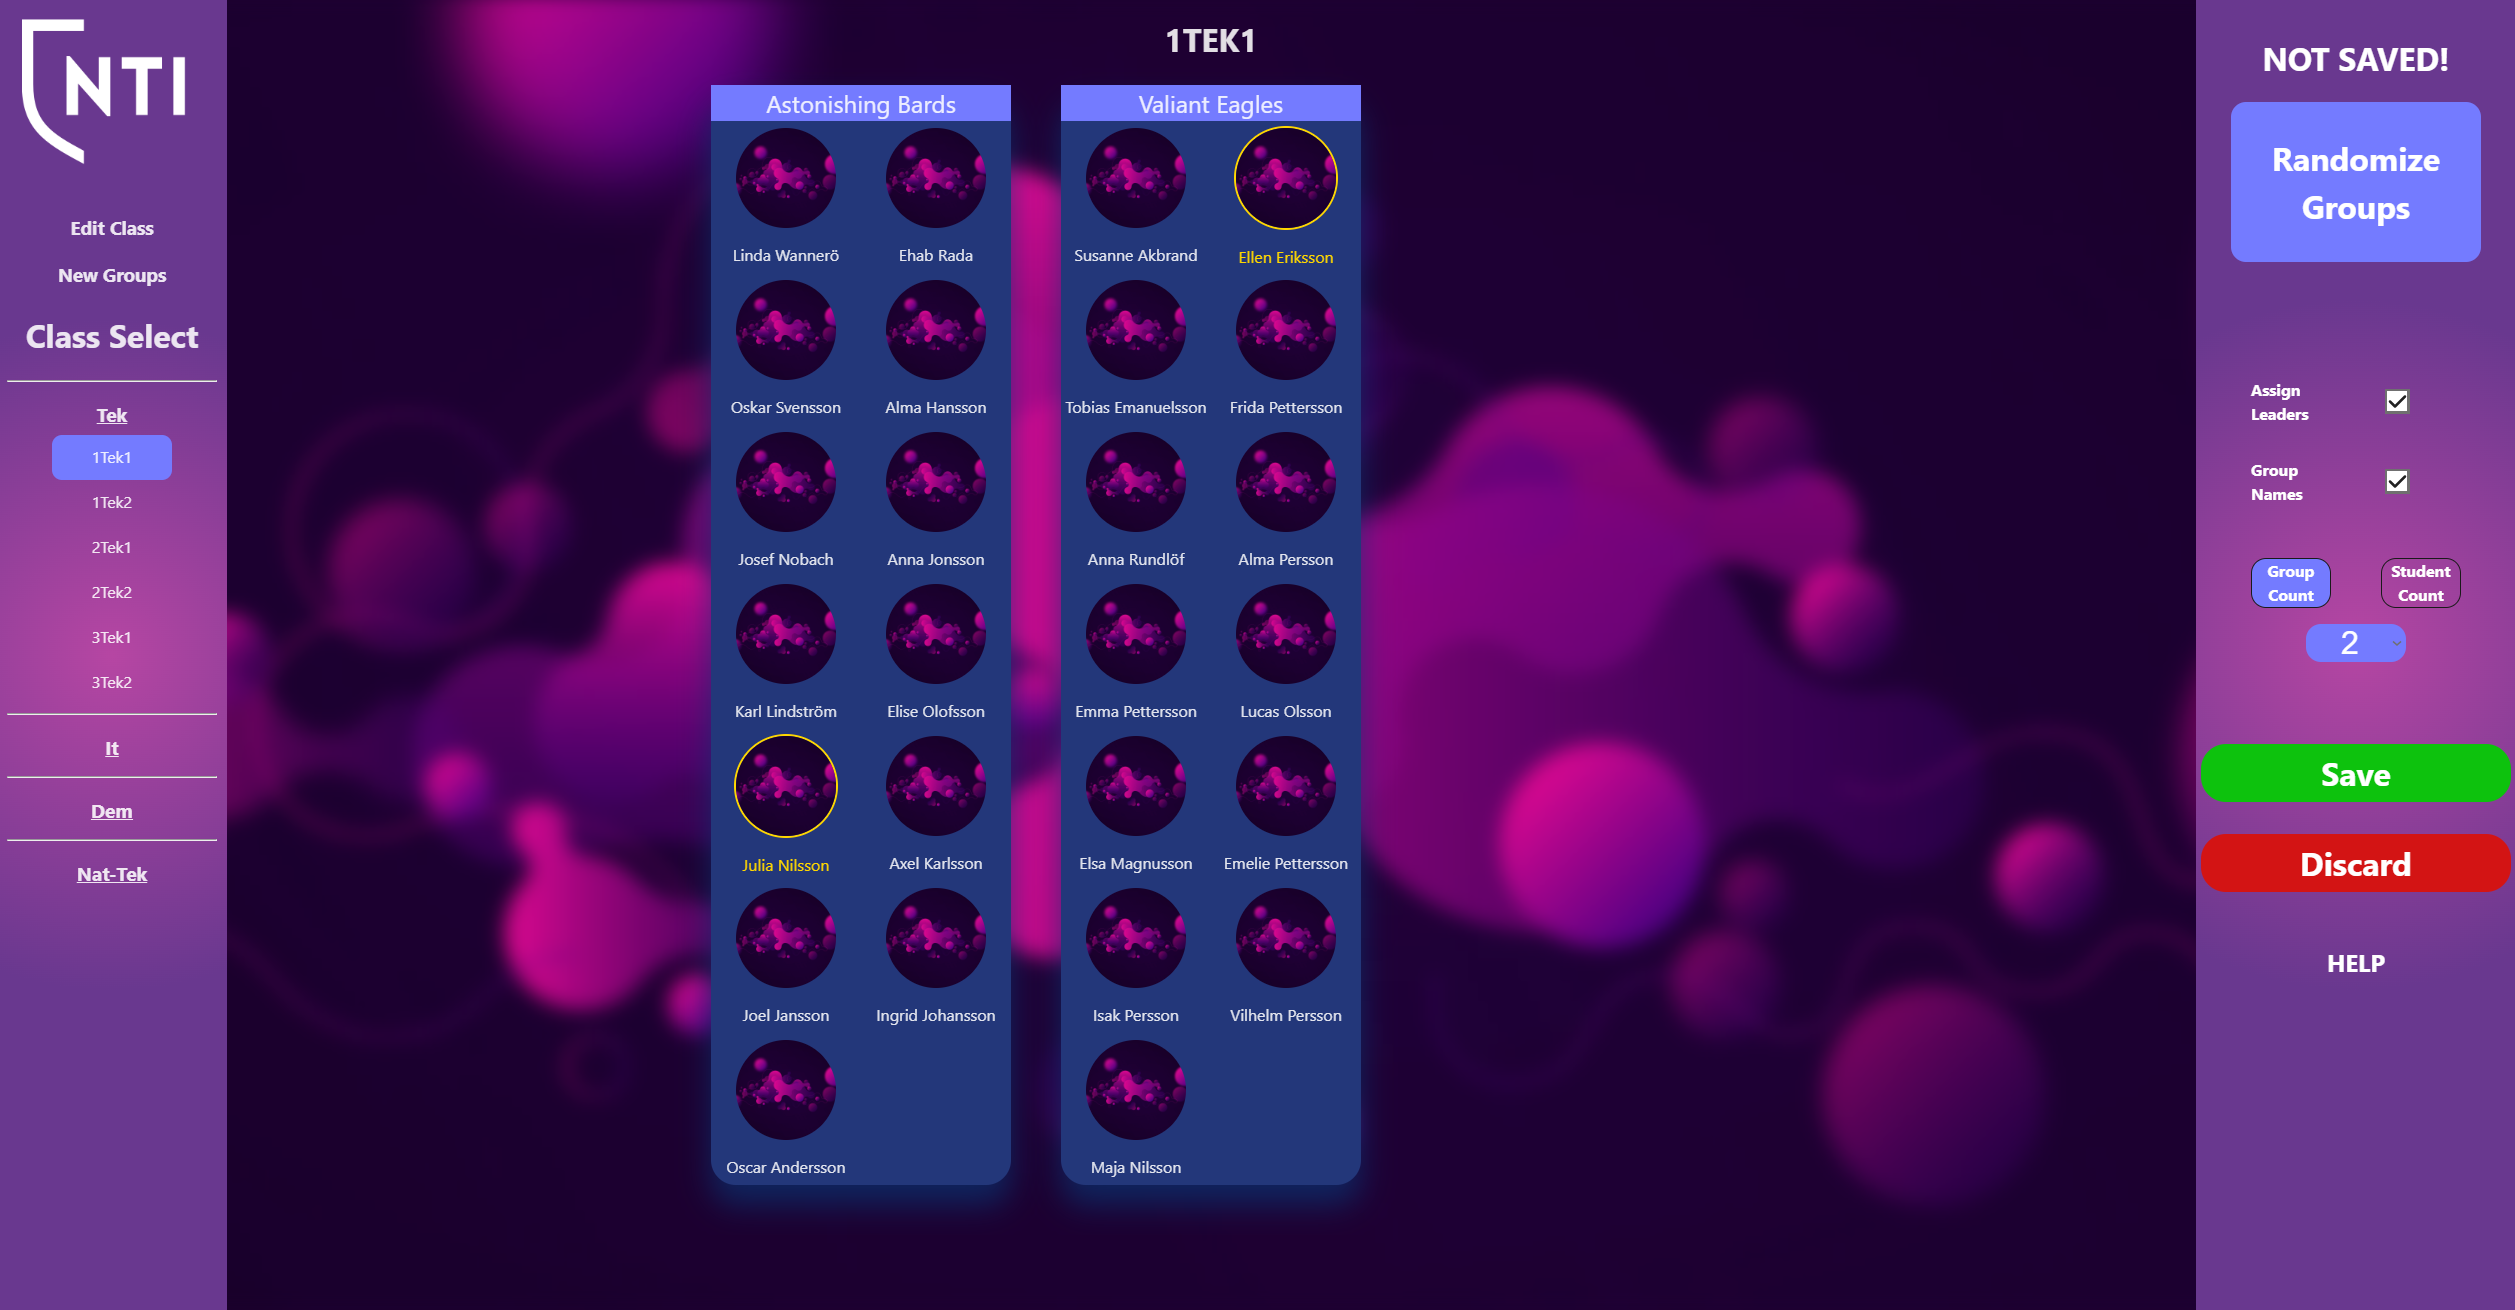 NTI
Edit Class
New Groups
Class Select
Tek
1Tek1
1Tek2
2Tek1
2Tek2
3Tek1
3Tek2
It
Dem
Nat-Tek
1TEK1
Astonishing Bards
Linda Wannerö
Ehab Rada
Oskar Svensson
Alma Hansson
Josef Nobach
Anna Jonsson
Karl Lindström
Elise Olofsson
Julia Nilsson
Axel Karlsson
Joel Jansson
Ingrid Johansson
Oscar Andersson
Valiant Eagles
Susanne Akbrand
Ellen Eriksson
Tobias Emanuelsson
Frida Pettersson
Anna Rundlöf
Alma Persson
Emma Pettersson
Lucas Olsson
Elsa Magnusson
Emelie Pettersson
Isak Persson
Vilhelm Persson
Maja Nilsson
NOT SAVED!
Randomize
Groups
Assign
Leaders
Group
Names
Group
Count
Student
Count
2
Save
Discard
HELP